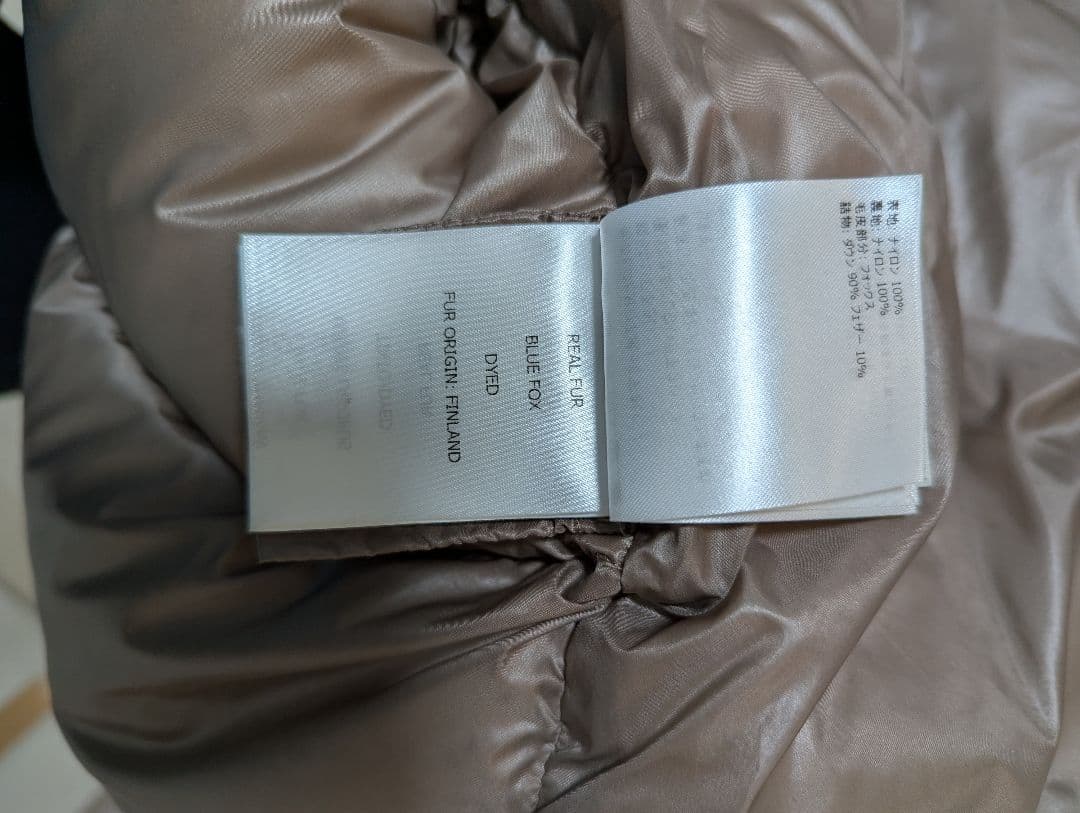 REAL FUR
BLUE FOX
DYED
FUR ORIGIN: FINLAND
表地: ナイロン 100%
裏地: ナイロン 100%
毛皮部分: フォックス
詰物: ダウン 90% フェザー 10%